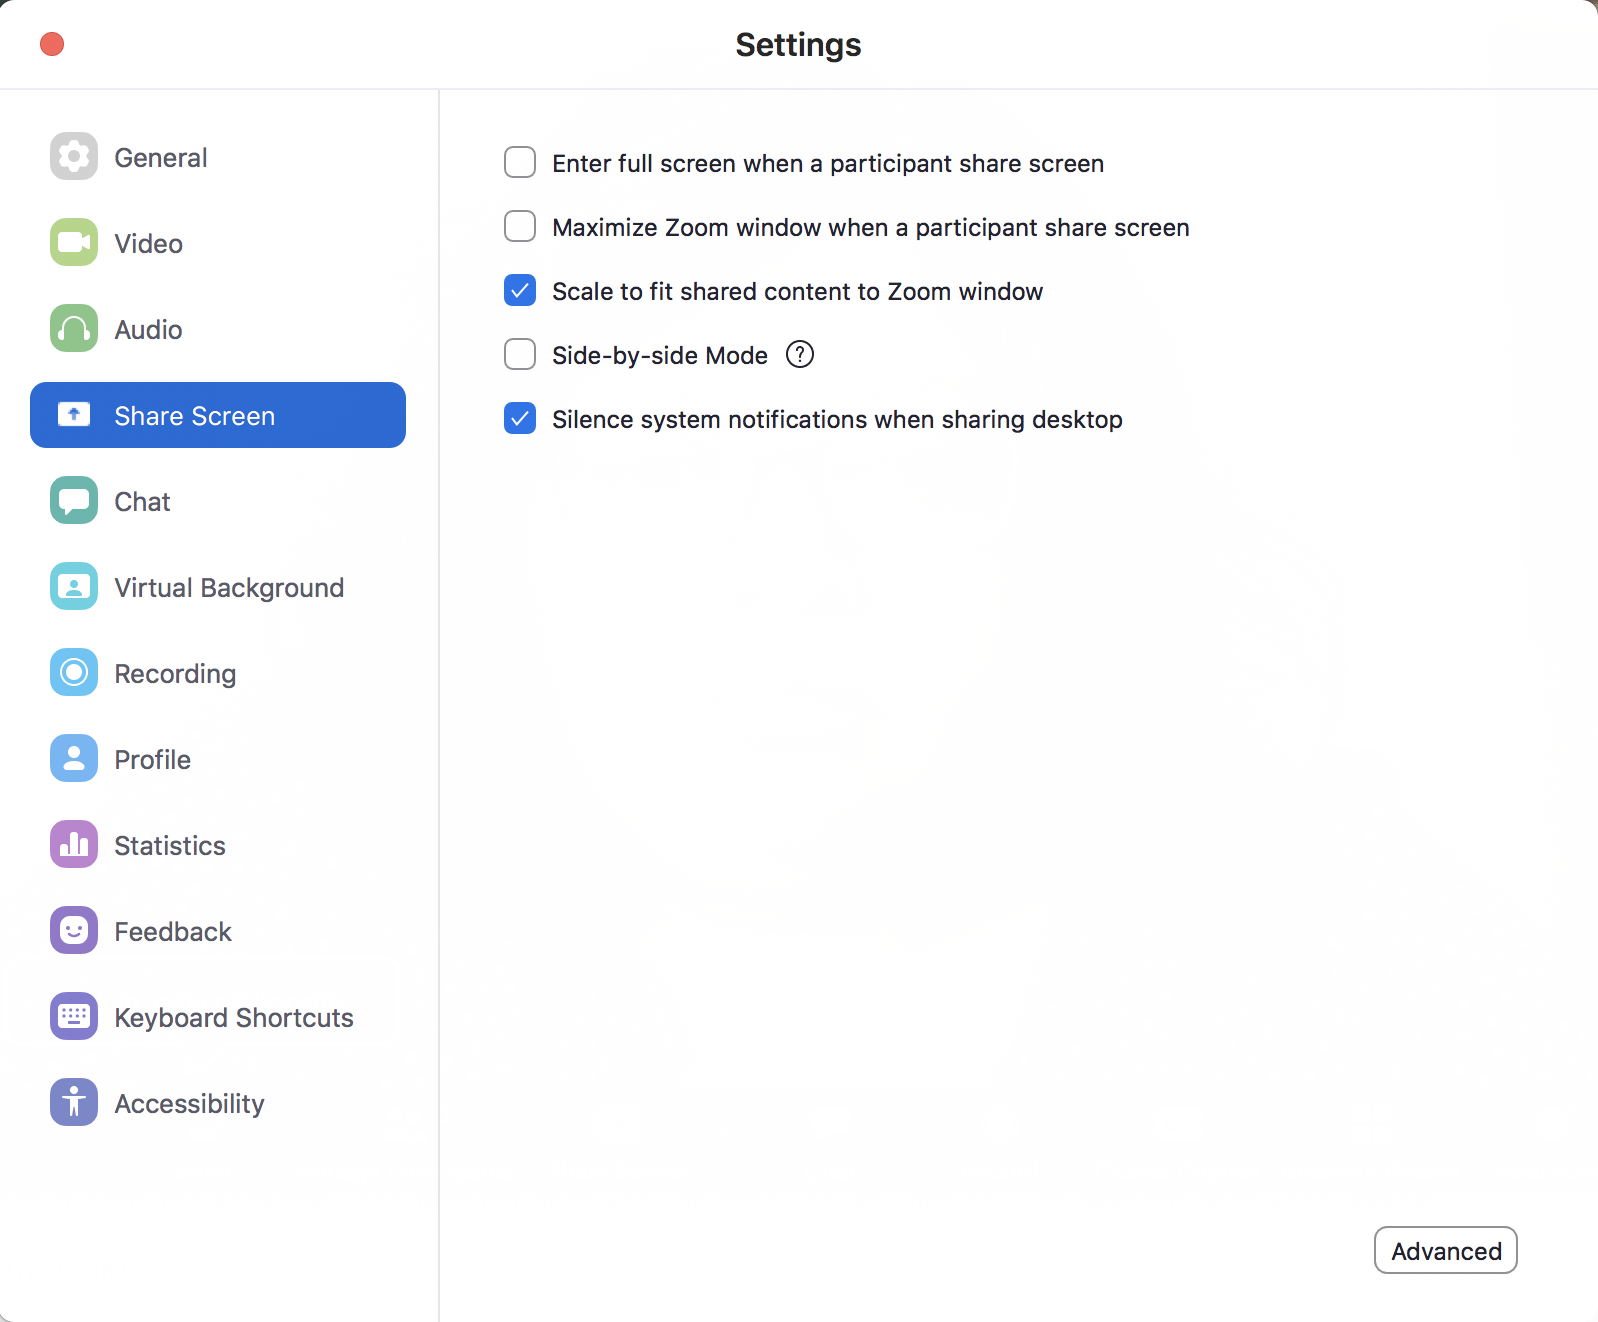 Settings
General
Video
Audio
Share Screen
Chat
Virtual Background
Recording
Profile
Statistics
Feedback
Keyboard Shortcuts
Accessibility
Enter full screen when a participant share screen
Maximize Zoom window when a participant share screen
Scale to fit shared content to Zoom window
Side-by-side Mode ?
Silence system notifications when sharing desktop
Advanced